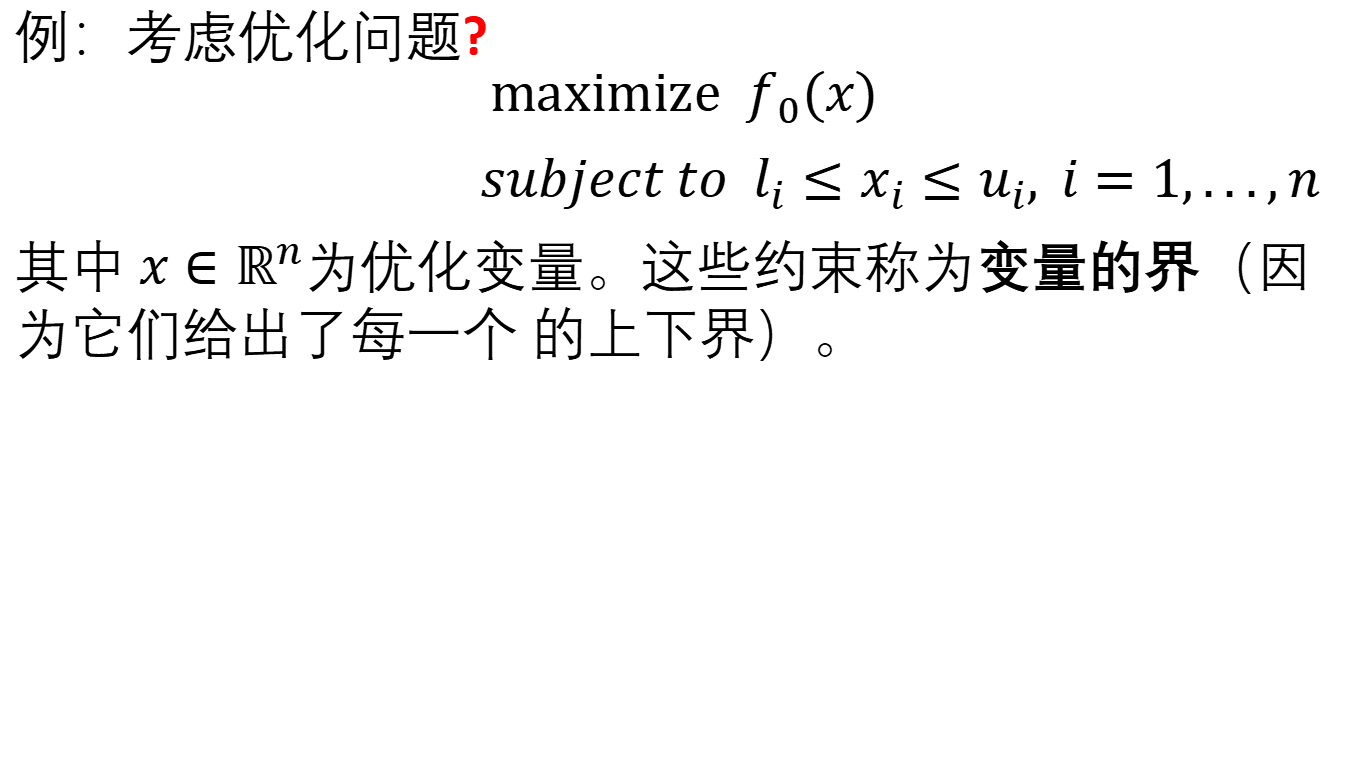 例：考虑优化问题?
maximize f₀(x)
subject to lᵢ ≤ xᵢ ≤ uᵢ, i = 1,...,n
其中 x ∈ ℝⁿ为优化变量。这些约束称为变量的界（因
为它们给出了每一个 的上下界）。